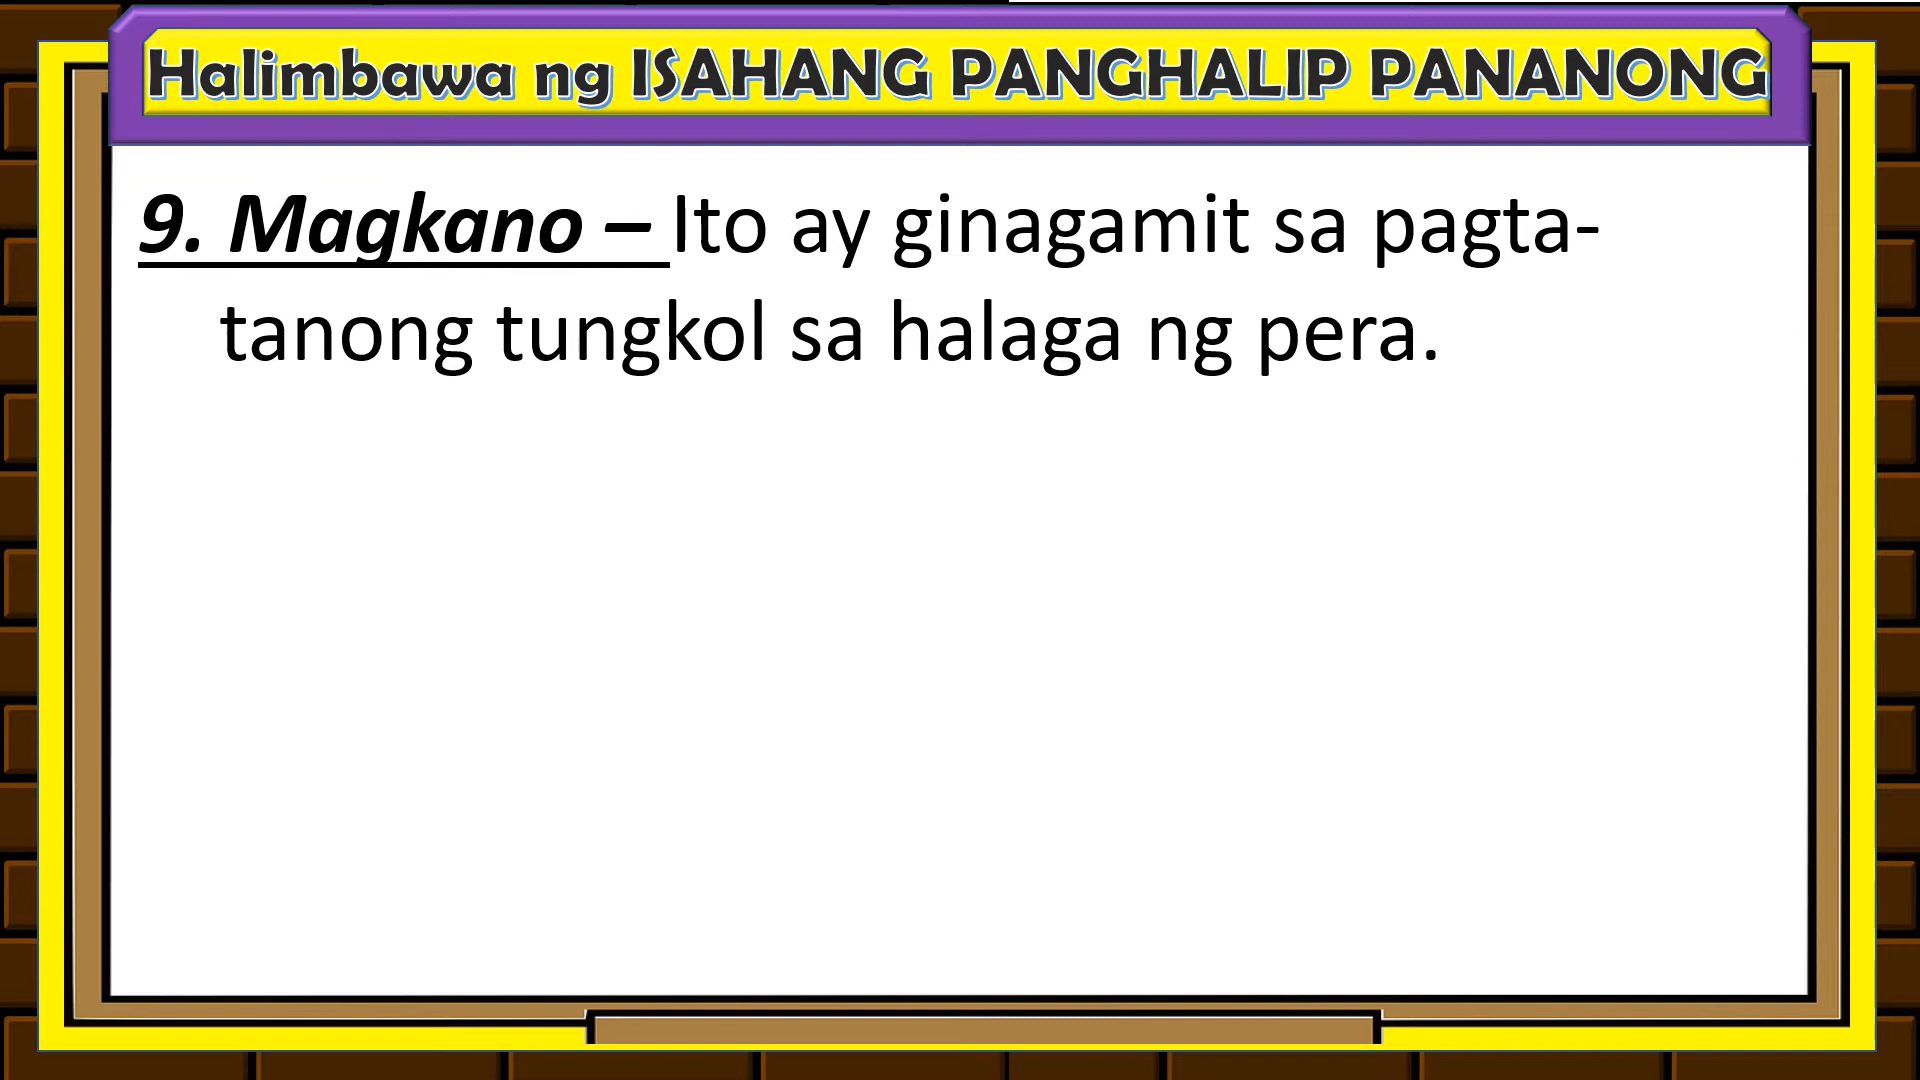 Halimbawa ng ISAHANG PANGHALIP PANANONG
9. Magkano – Ito ay ginagamit sa pagta-
tanong tungkol sa halaga ng pera.